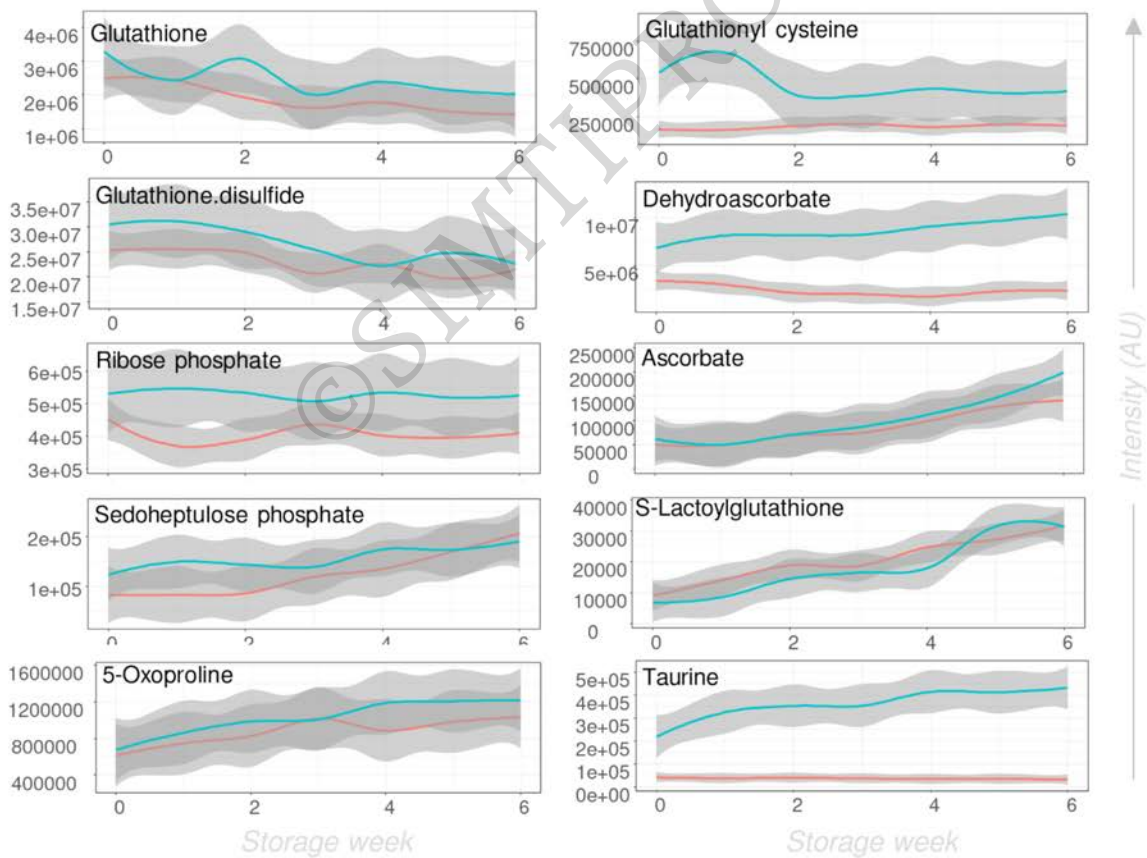 Glutathione
4e+06
3e+06
2e+06
1e+06
0 2 4 6
Glutathionyl cysteine
750000
500000
250000
0 2 4 6
Glutathione.disulfide
3.5e+07
3.0e+07
2.5e+07
2.0e+07
1.5e+07
0 2 4 6
Dehydroascorbate
1e+07
5e+06
0 2 4 6
Ribose phosphate
6e+05
5e+05
4e+05
3e+05
Ascorbate
250000
200000
150000
100000
50000
0
Sedoheptulose phosphate
2e+05
1e+05
0 2 4 6
S-Lactoylglutathione
40000
30000
20000
10000
0
0 2 4 6
5-Oxoproline
1600000
1200000
800000
400000
0 2 4 6
Taurine
5e+05
4e+05
3e+05
2e+05
1e+05
0e+00
0 2 4 6
Storage week
Storage week
Intensity (AU)
©SIMTIPRO